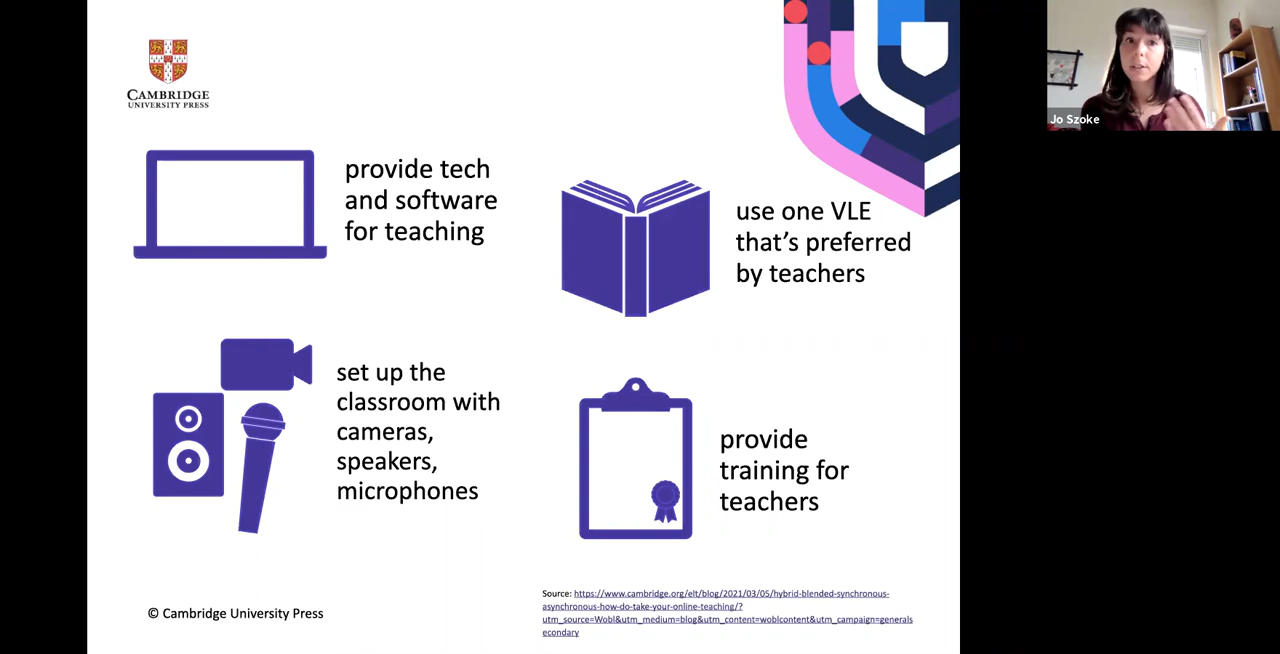 CAMBRIDGE
UNIVERSITY PRESS
Jo Szoke
provide tech
and software
for teaching
use one VLE
that's preferred
by teachers
set up the
classroom with
cameras,
speakers,
microphones
provide
training for
teachers
© Cambridge University Press
Source: https://www.cambridge.org/elt/blog/2021/03/05/hybrid-blended-synchronous-
asynchronous-how-do-take-your-online-teaching/?
utm_source=Wobl&utm_medium=blog&utm_content=woblcontent&utm_campaign=generals
econdary